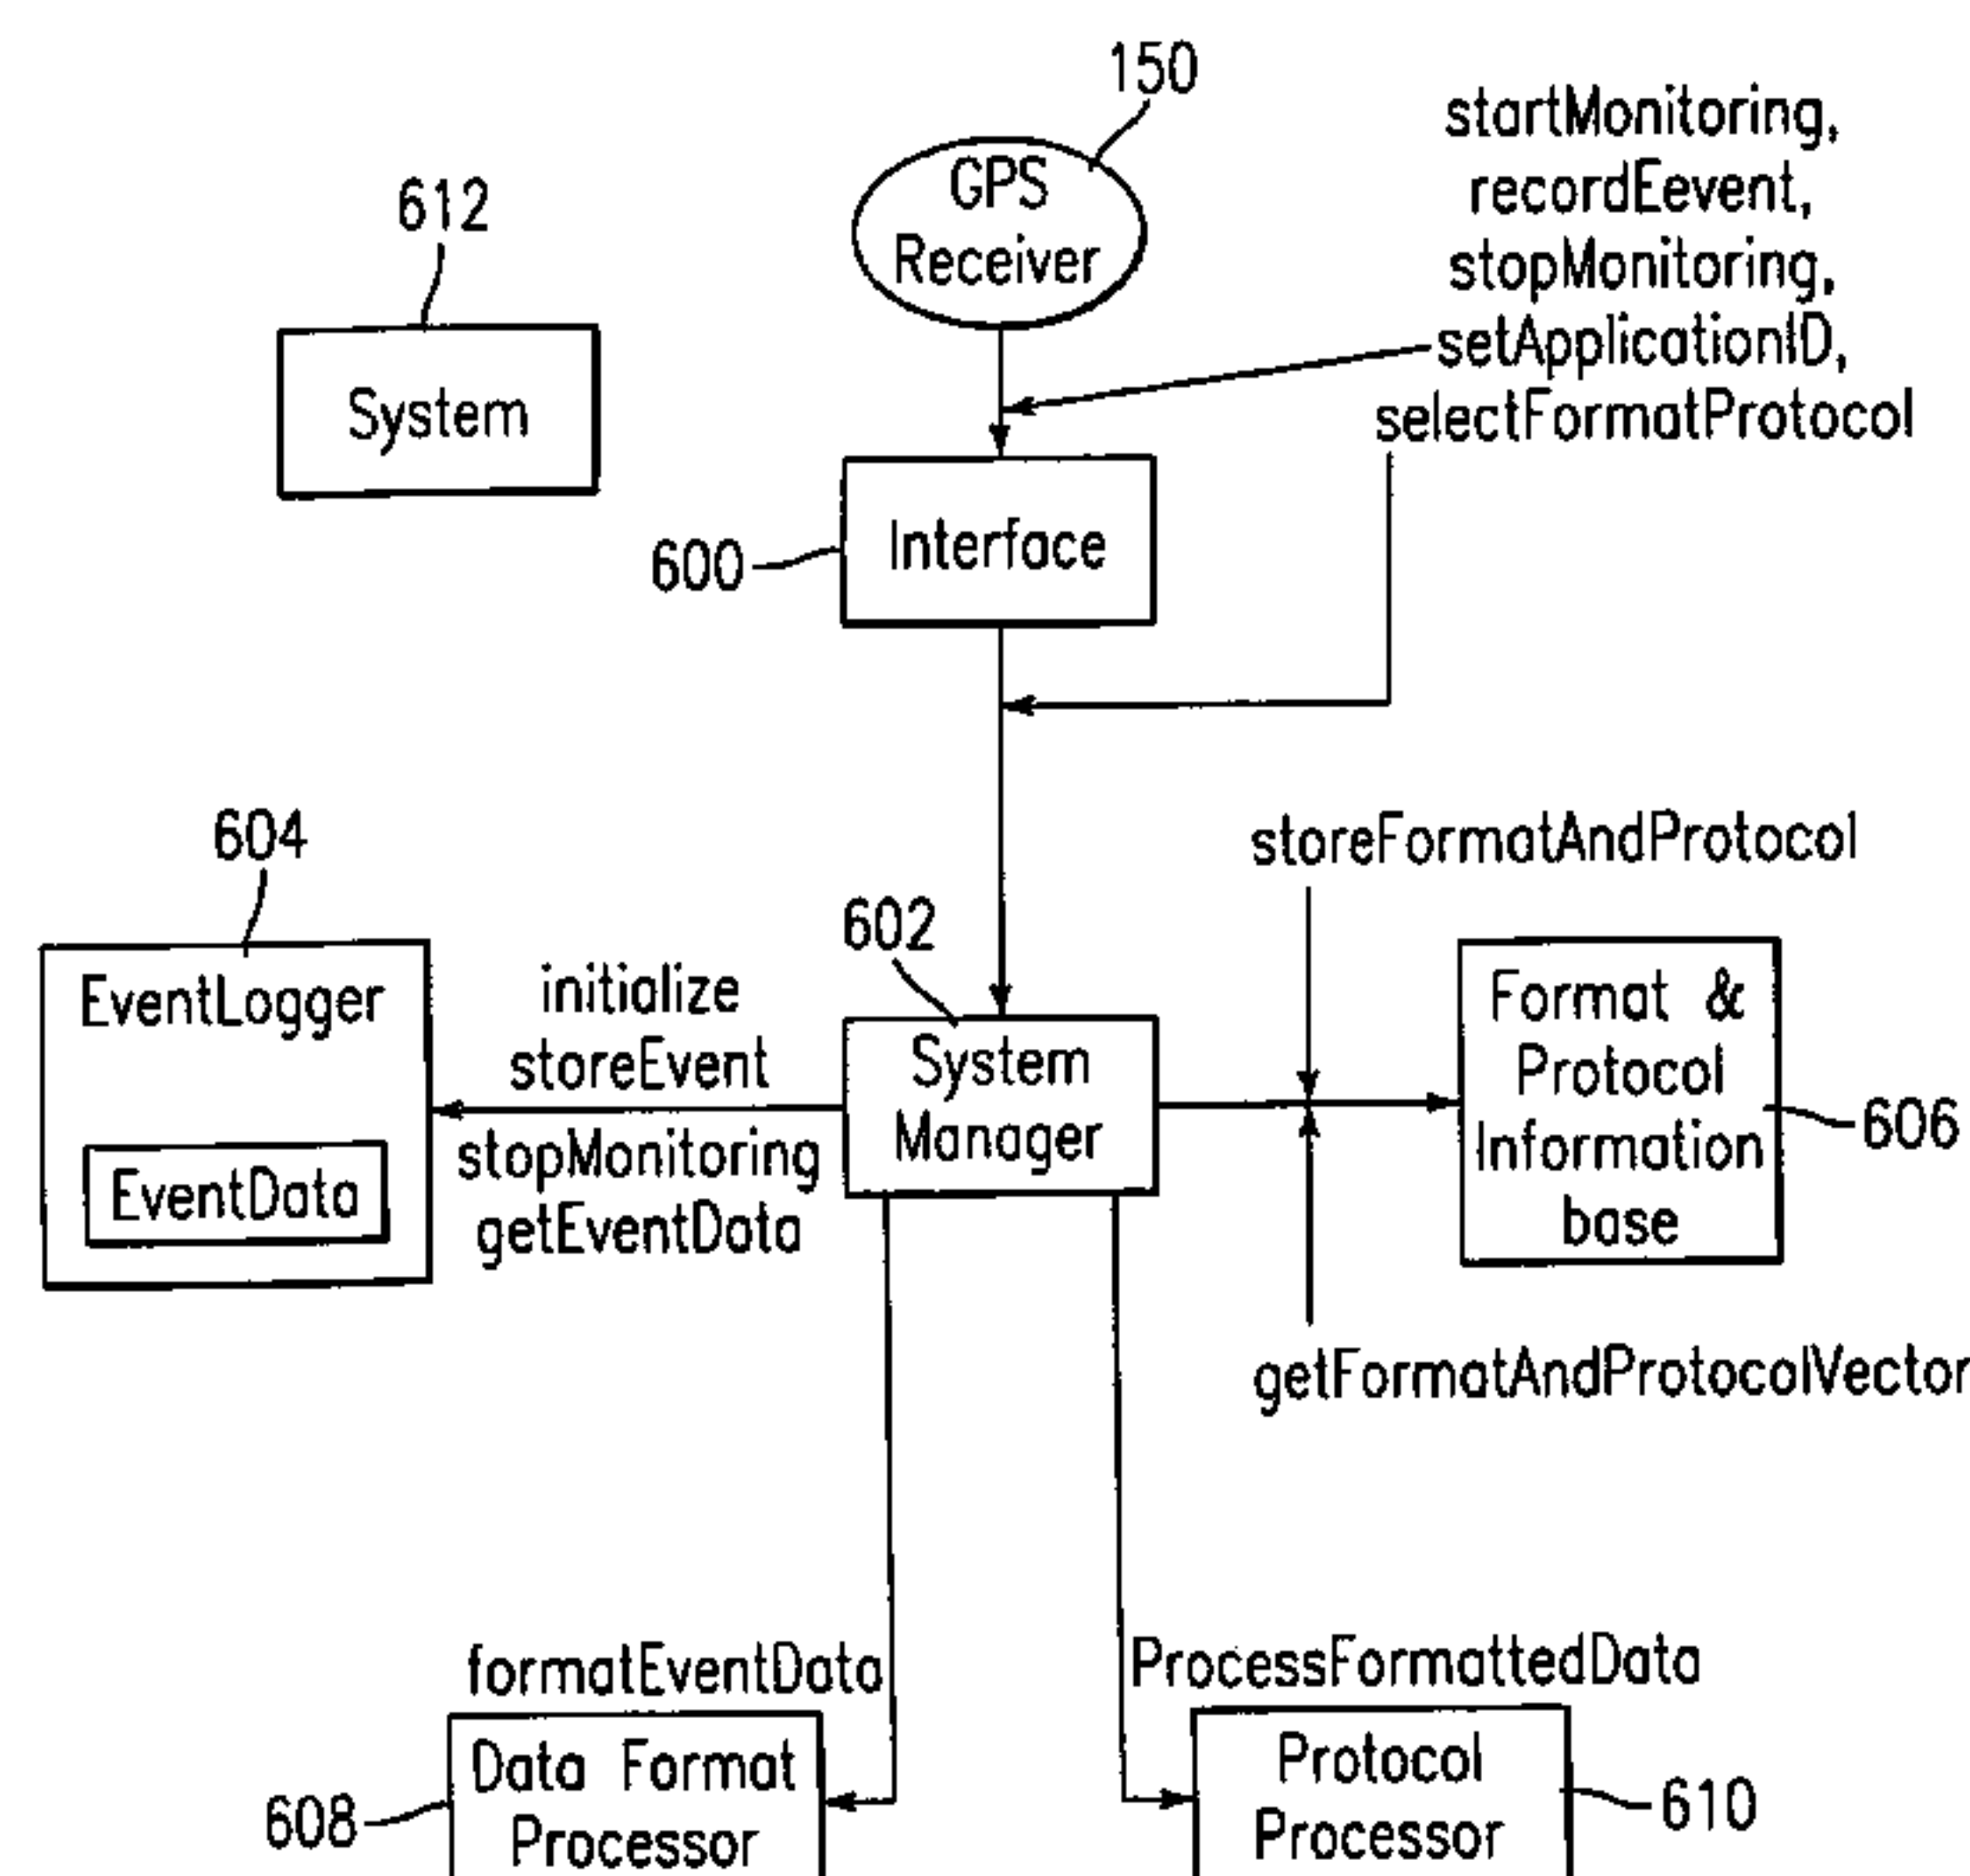 150
GPS
Receiver
startMonitoring,
recordEevent,
stopMonitoring,
setApplicationID,
selectFormatProtocol
612
System
600
Interface
604
EventLogger
EventData
initialize
storeEvent
stopMonitoring
getEventData
602
System
Manager
storeFormatAndProtocol
Format &
Protocol
Information
base
606
getFormatAndProtocolVector
formatEventData
ProcessFormattedData
608
Data Format
Processor
Protocol
Processor
610